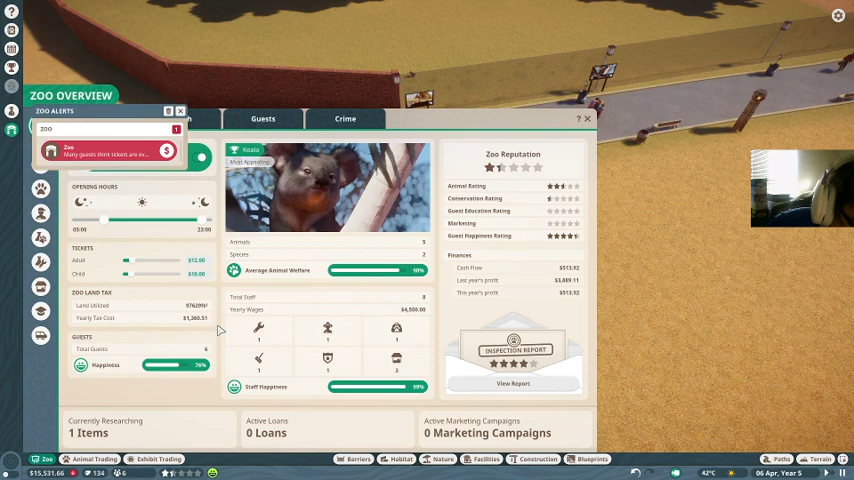 ZOO OVERVIEW
ZOO ALERTS
ZOO
1
Zoo
Many guests think tickets are
Guests
Crime
?
OPENING HOURS
05:00
23:00
TICKETS
Adult
$12.00
Child
$10.00
ZOO LAND TAX
Land Utilized
97629ft²
Yearly Tax Cost
$1,360.51
GUESTS
Total Guests
6
Happiness
76%
Koala
Most Appealing
Animals
5
Species
2
Average Animal Welfare
90%
Total Staff
8
Yearly Wages
$4,500.00
1
1
1
1
1
3
Staff Happiness
99%
Zoo Reputation
Animal Rating
Conservation Rating
Guest Education Rating
Marketing
Guest Happiness Rating
Finances
Cash Flow
$513.92
Last year's profit
$3,889.11
This year's profit
$513.92
INSPECTION REPORT
View Report
Currently Researching
1 Items
Active Loans
0 Loans
Active Marketing Campaigns
0 Marketing Campaigns
Zoo
Animal Trading
Exhibit Trading
Barriers
Habitat
Nature
Facilities
Construction
Blueprints
Paths
Terrain
$15,531.66
134
6
42°C
06 Apr, Year 5